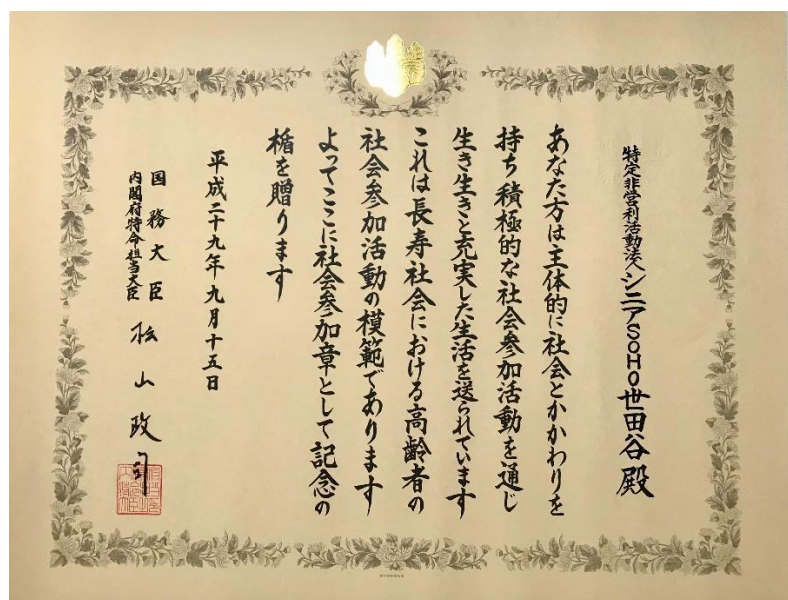 特定非営利活動法人シニアSOHO世田谷 殿
あなた方は主体的に社会とかかわりを
持ち積極的な社会参加活動を通じ
生き生きと充実した生活を送られています
これは長寿社会における高齢者の
社会参加活動の模範であります
よってここに社会参加章として記念の
楯を贈ります
平成二十九年九月十五日
国務大臣
内閣府特命担当大臣
松山政司